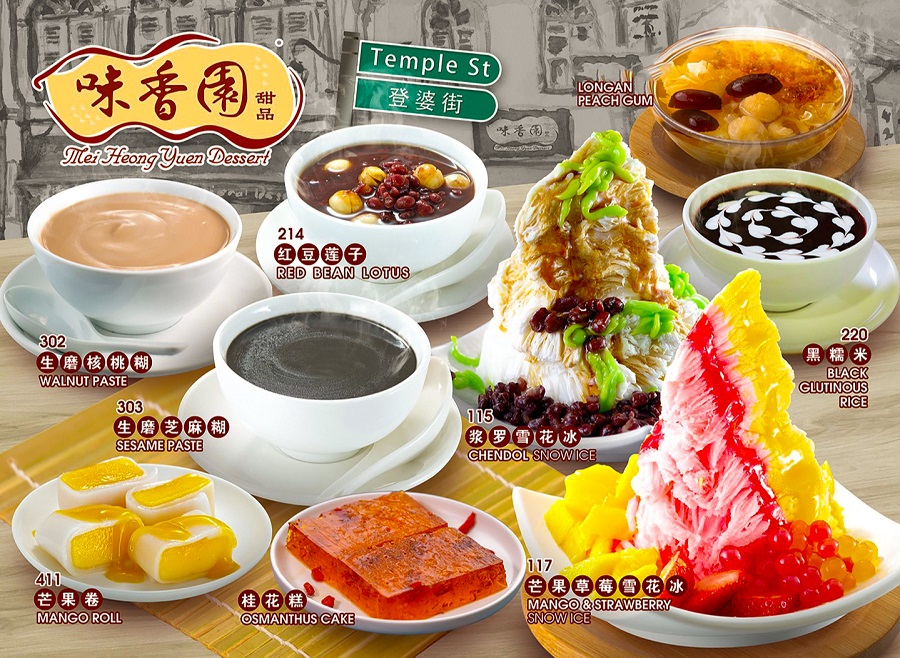 味香園
甜品
Mei Heong Yuen Dessert
Temple St
登婆街
味香園
LONGAN
PEACH GUM
214
红豆莲子
RED BEAN LOTUS
302
生磨核桃糊
WALNUT PASTE
220
黑糯米
BLACK
GLUTINOUS
RICE
303
生磨芝麻糊
SESAME PASTE
115
浆罗雪花冰
CHENDOL SNOW ICE
411
芒果卷
MANGO ROLL
桂花糕
OSMANTHUS CAKE
117
芒果草莓雪花冰
MANGO & STRAWBERRY
SNOW ICE